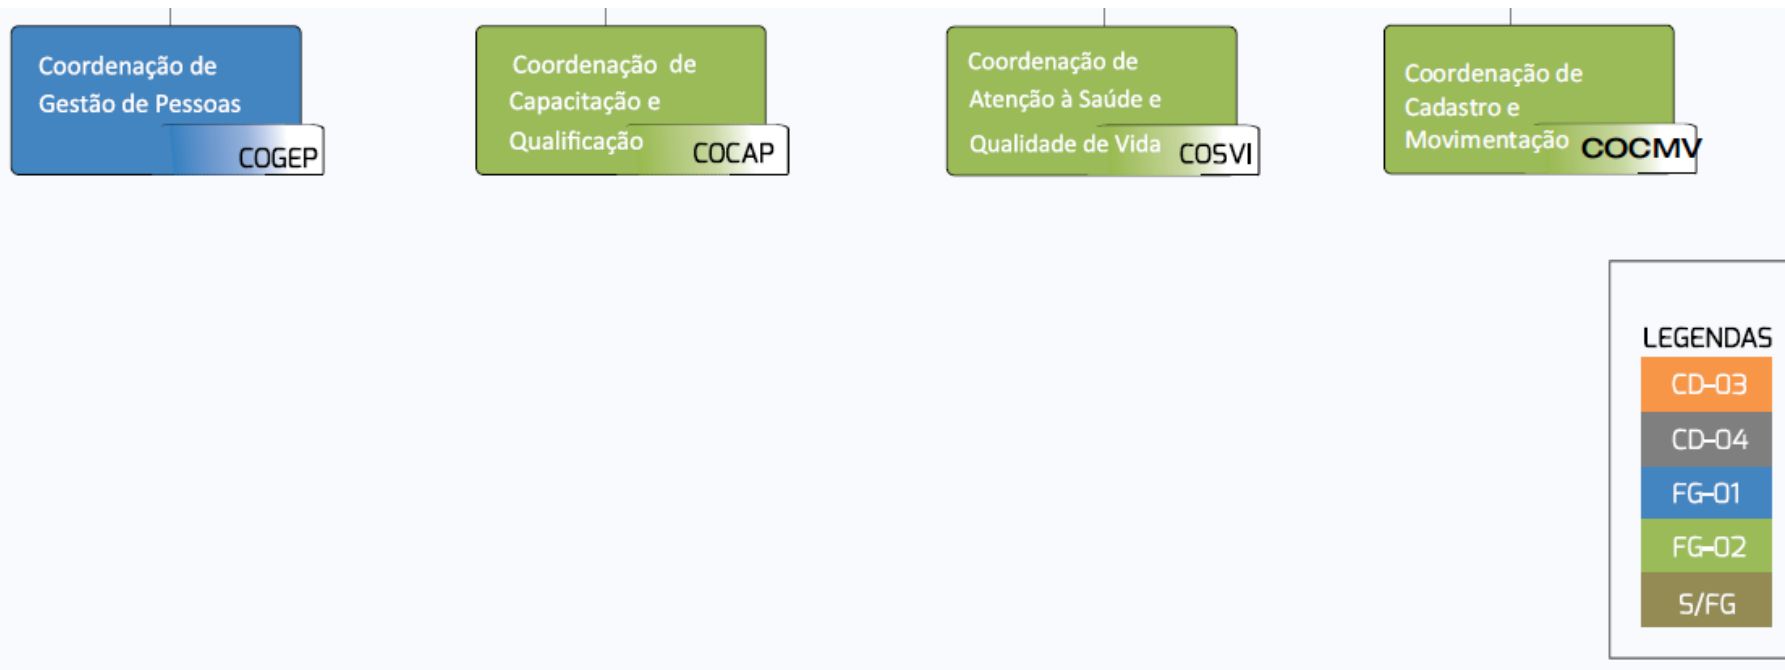 Coordenação de
Gestão de Pessoas
COGEP
Coordenação de
Capacitação e
Qualificação
COCAP
Coordenação de
Atenção à Saúde e
Qualidade de Vida
COSVI
Coordenação de
Cadastro e
Movimentação
COCMV
LEGENDAS
CD-03
CD-04
FG-01
FG-02
S/FG